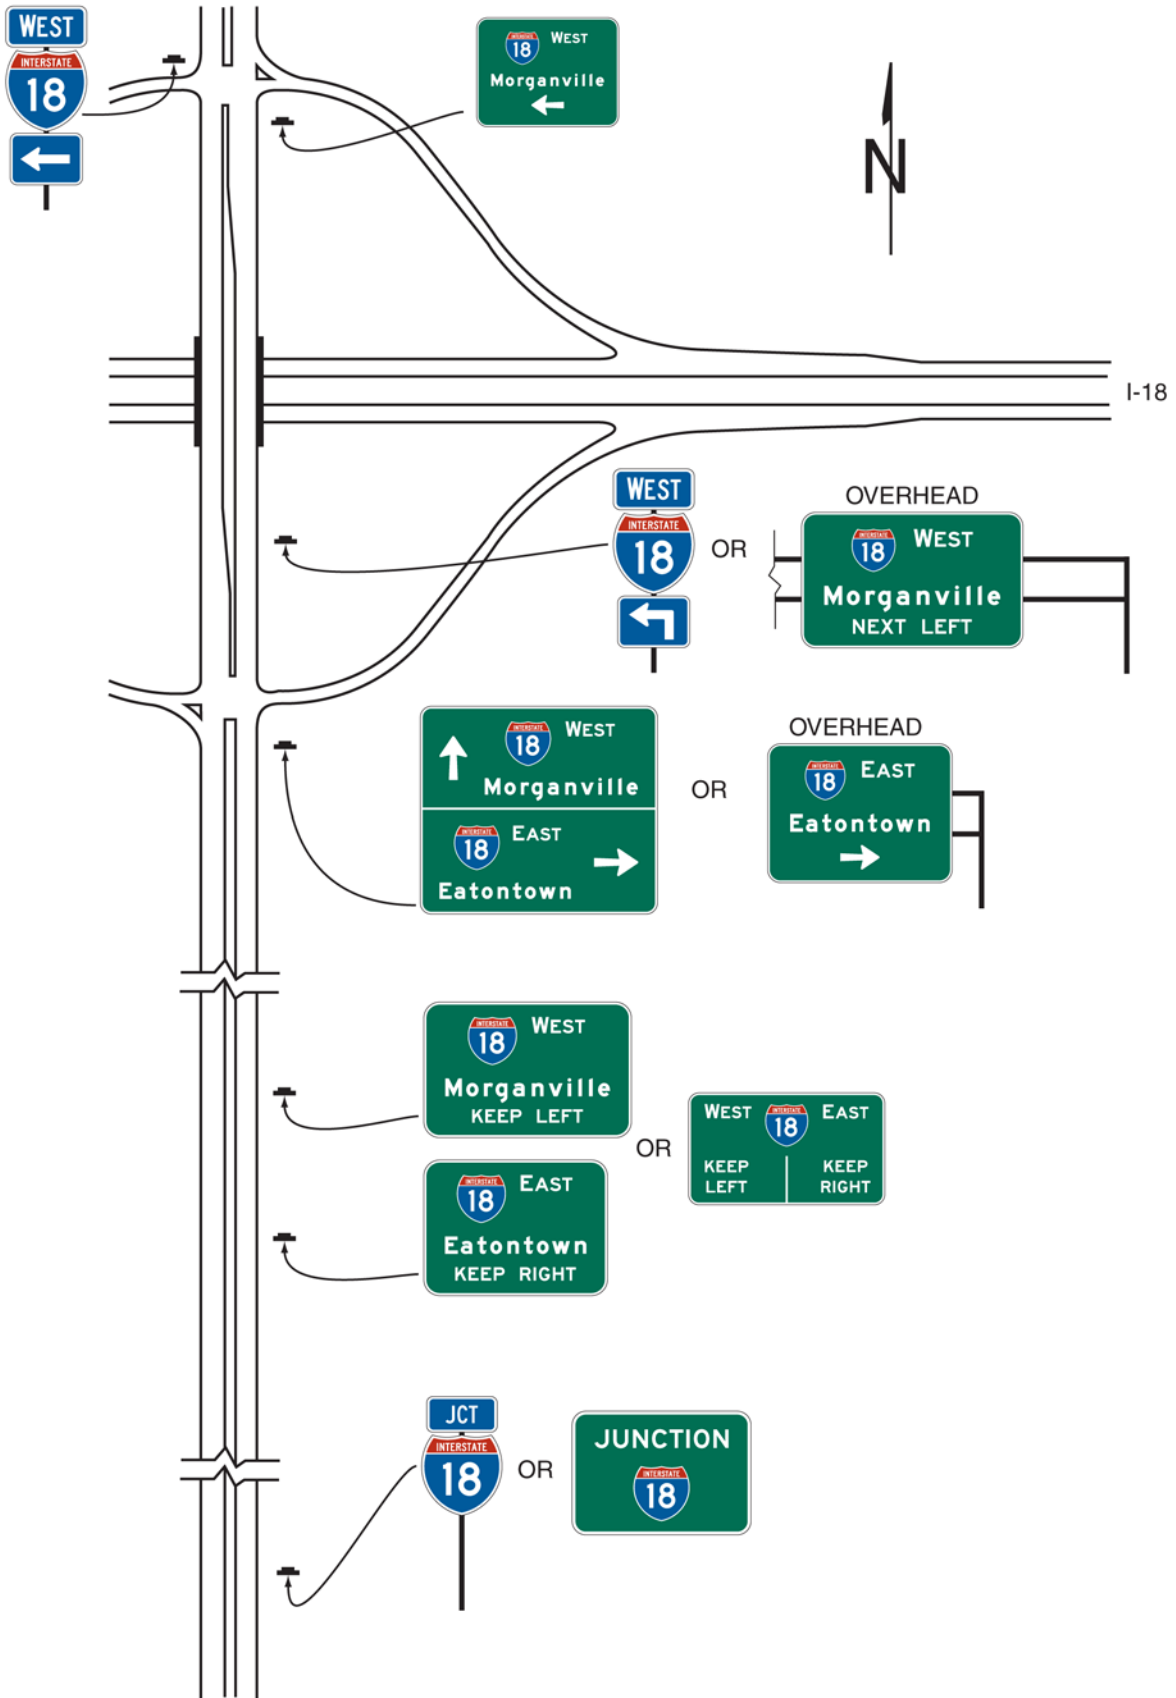 WEST
INTERSTATE
18
INTERSTATE
18 WEST
Morganville
N
I-18
WEST
INTERSTATE
18
OR
OVERHEAD
INTERSTATE
18 WEST
Morganville
NEXT LEFT
INTERSTATE
18 WEST
Morganville
INTERSTATE
18 EAST
Eatontown
OR
OVERHEAD
INTERSTATE
18 EAST
Eatontown
INTERSTATE
18 WEST
Morganville
KEEP LEFT
INTERSTATE
18 EAST
Eatontown
KEEP RIGHT
OR
WEST INTERSTATE EAST
18
KEEP KEEP
LEFT RIGHT
JCT
INTERSTATE
18
OR
JUNCTION
INTERSTATE
18